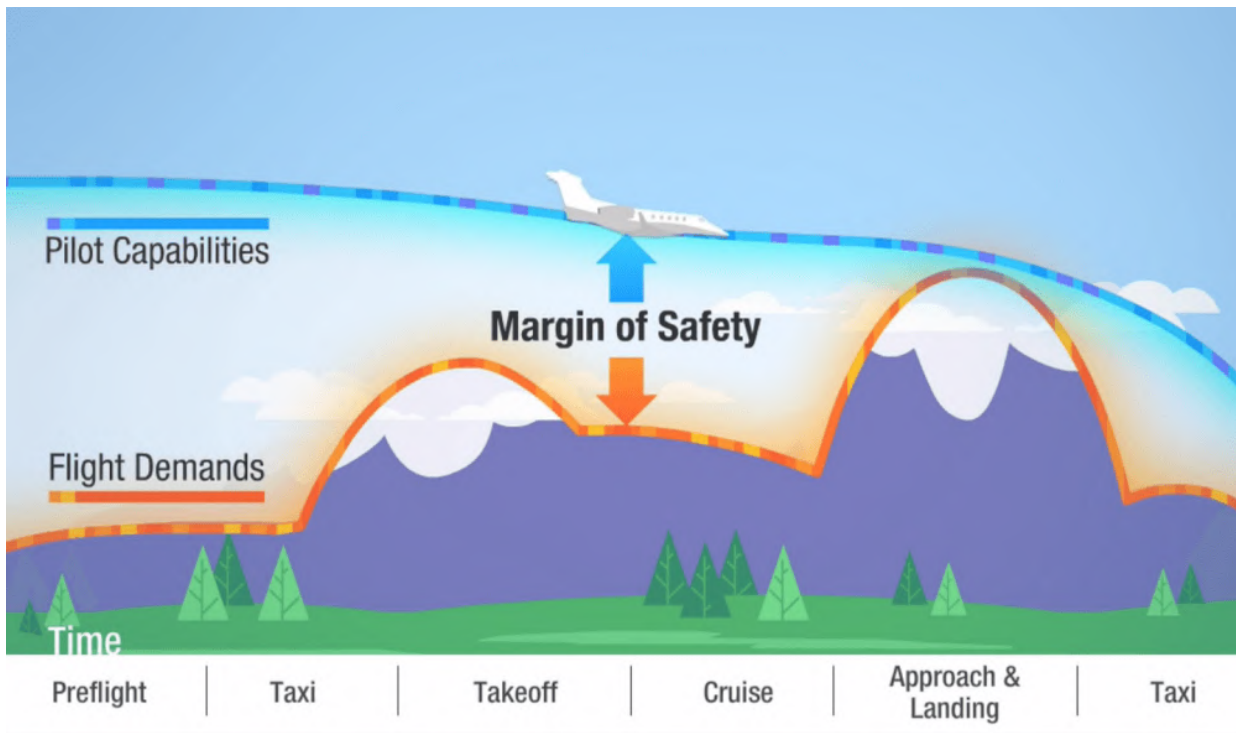 Pilot Capabilities
Margin of Safety
Flight Demands
Time
Preflight
Taxi
Takeoff
Cruise
Approach &
Landing
Taxi